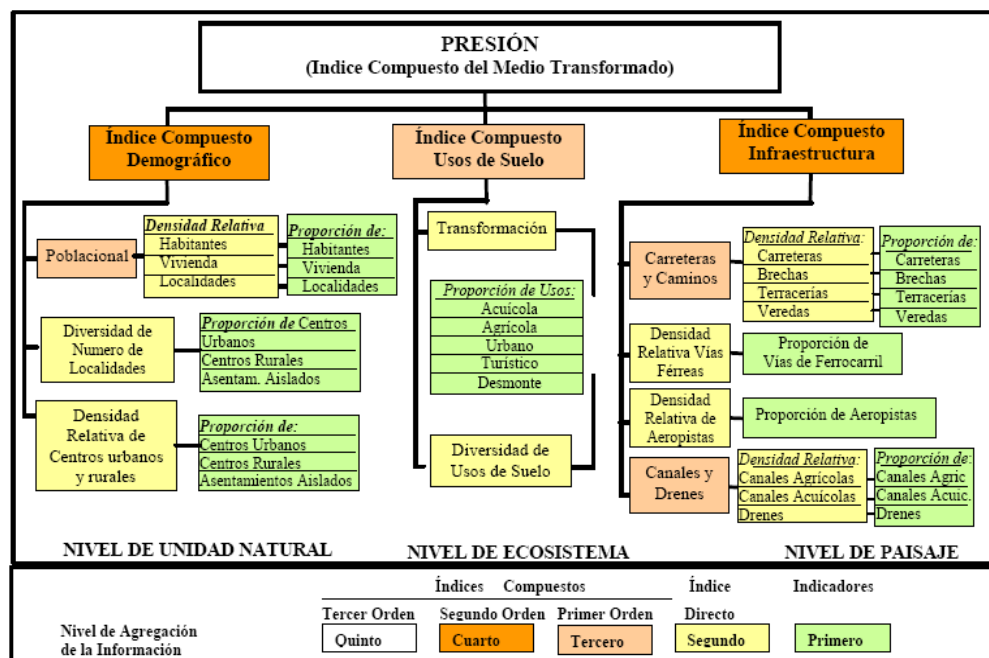 PRESIÓN
(Indice Compuesto del Medio Transformado)
Índice Compuesto
Demográfico
Índice Compuesto
Usos de Suelo
Índice Compuesto
Infraestructura
Poblacional
Densidad Relativa
Habitantes
Vivienda
Localidades
Proporción de:
Habitantes
Vivienda
Localidades
Diversidad de
Numero de
Localidades
Proporción de Centros
Urbanos
Centros Rurales
Asentam. Aislados
Densidad
Relativa de
Centros urbanos
y rurales
Proporción de:
Centros Urbanos
Centros Rurales
Asentamientos Aislados
Transformación
Proporción de Usos:
Acuícola
Agrícola
Urbano
Turístico
Desmonte
Diversidad de
Usos de Suelo
Carreteras
y Caminos
Densidad Relativa:
Carreteras
Brechas
Terracerías
Veredas
Proporción de:
Carreteras
Brechas
Terracerías
Veredas
Densidad
Relativa Vías
Férreas
Proporción de
Vías de Ferrocarril
Densidad
Relativa de
Aeropistas
Proporción de Aeropistas
Canales y
Drenes
Densidad Relativa:
Canales Agrícolas
Canales Acuícolas
Drenes
Proporción de:
Canales Agric
Canales Acuic.
Drenes
NIVEL DE UNIDAD NATURAL
NIVEL DE ECOSISTEMA
NIVEL DE PAISAJE
Índices Compuestos
Índice
Indicadores
Tercer Orden
Segundo Orden
Primer Orden
Directo
Nivel de Agregación
de la Información
Quinto
Cuarto
Tercero
Segundo
Primero